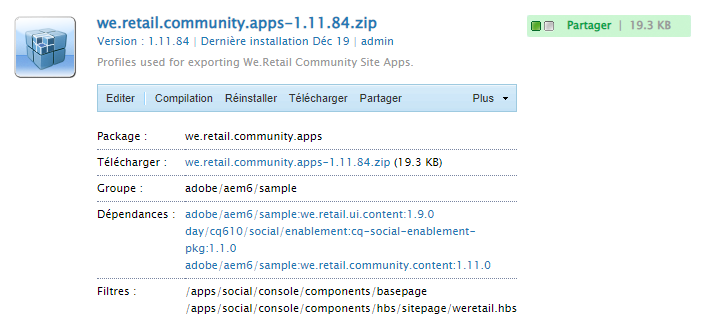 we.retail.community.apps-1.11.84.zip
Version : 1.11.84 | Dernière installation Déc 19 | admin
Profiles used for exporting We.Retail Community Site Apps.
Partager | 19.3 KB
Editer Compilation Réinstaller Télécharger Partager Plus
Package : we.retail.community.apps
Télécharger : we.retail.community.apps-1.11.84.zip (19.3 KB)
Groupe : adobe/aem6/sample
Dépendances : adobe/aem6/sample:we.retail.ui.content:1.9.0
day/cq610/social/enablement:cq-social-enablement-
pkg:1.1.0
adobe/aem6/sample:we.retail.community.content:1.11.0
Filtres : /apps/social/console/components/basepage
/apps/social/console/components/hbs/sitepage/weretail.hbs